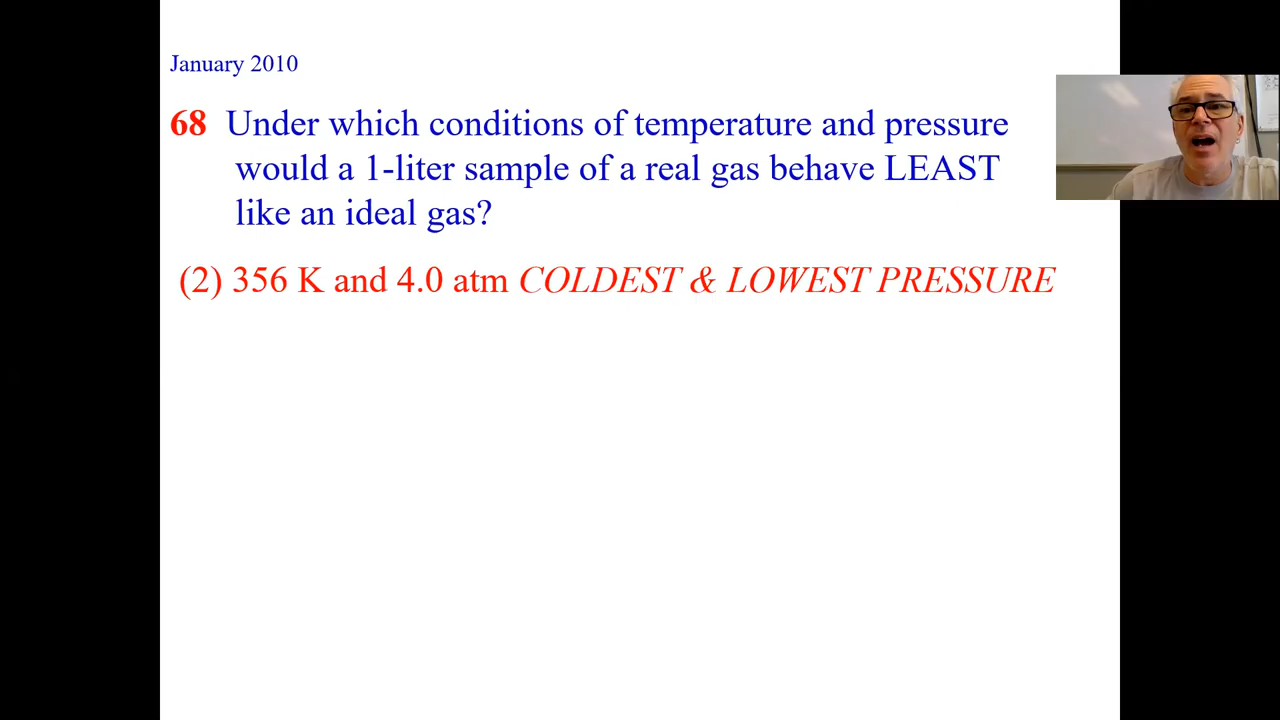 January 2010
68 Under which conditions of temperature and pressure
would a 1-liter sample of a real gas behave LEAST
like an ideal gas?
(2) 356 K and 4.0 atm COLDEST & LOWEST PRESSURE